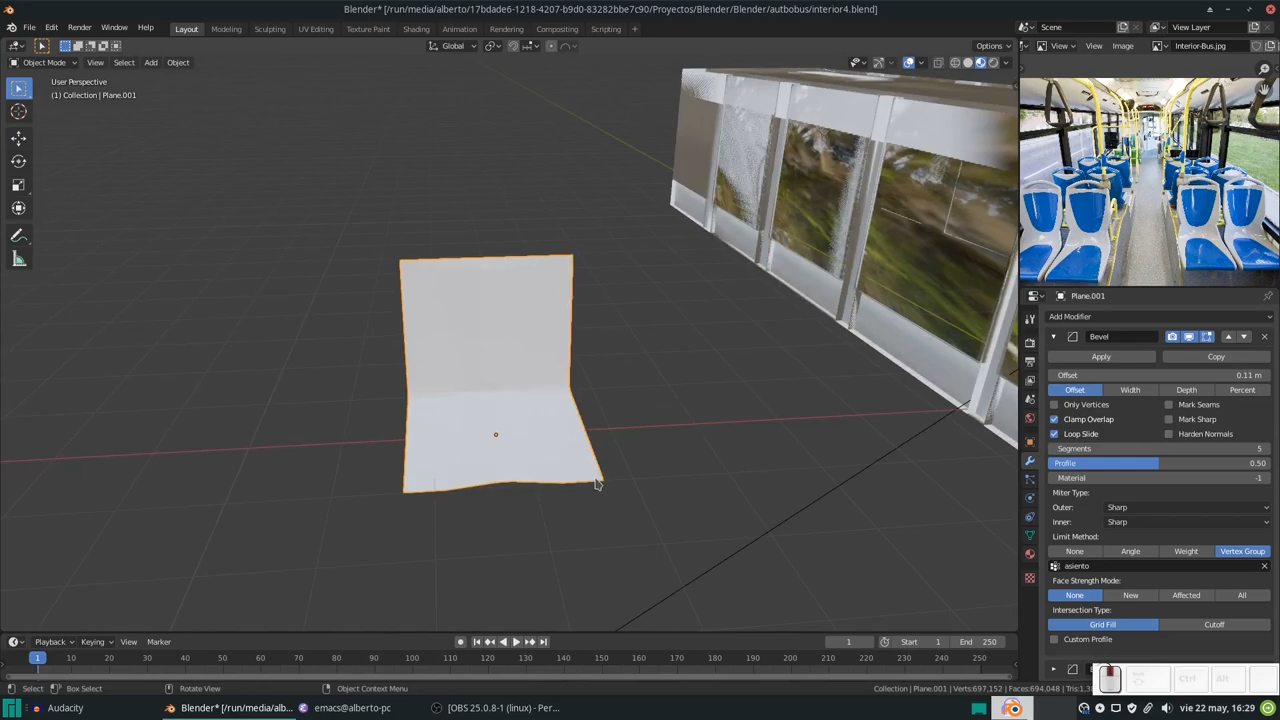 Blender* [/run/media/alberto/17bdade6-1218-4207-b9d0-83282bbe7c90/Proyectos/Blender/Blender/autbobus/interior4.blend]
File Edit Render Window Help Layout Modeling Sculpting UV Editing Texture Paint Shading Animation Rendering Compositing Scripting + Scene View Layer
Global Options View View Image Interior-Bus.jpg
Object Mode View Select Add Object
User Perspective
(1) Collection | Plane.001
Plane.001
Add Modifier
Bevel
Apply Copy
Offset 0.11 m
Offset Width Depth Percent
Only Vertices Mark Seams
Clamp Overlap Mark Sharp
Loop Slide Harden Normals
Segments 5
Profile 0.50
Material -1
Miter Type:
Outer: Sharp
Inner: Sharp
Limit Method:
None Angle Weight Vertex Group
asiento
Face Strength Mode:
None New Affected All
Intersection Type:
Grid Fill Cutoff
Custom Profile
Playback Keying View Marker 1 Start 1 End 250
1 10 20 30 40 50 60 70 80 90 100 110 120 130 140 150 160 170 180 190 200 210 220 230 240 250
Select Box Select Rotate View Object Context Menu Collection | Plane.001 | Verts:697,152 | Faces:694,048 | Tris:1,3
Ctrl Alt
Audacity Blender* [/run/media/alberto/17bdade6-1218-4207-b9d0-83282bb... emacs@alberto-pc [OBS 25.0.8-1 (linux) - Per... vie 22 may, 16:29